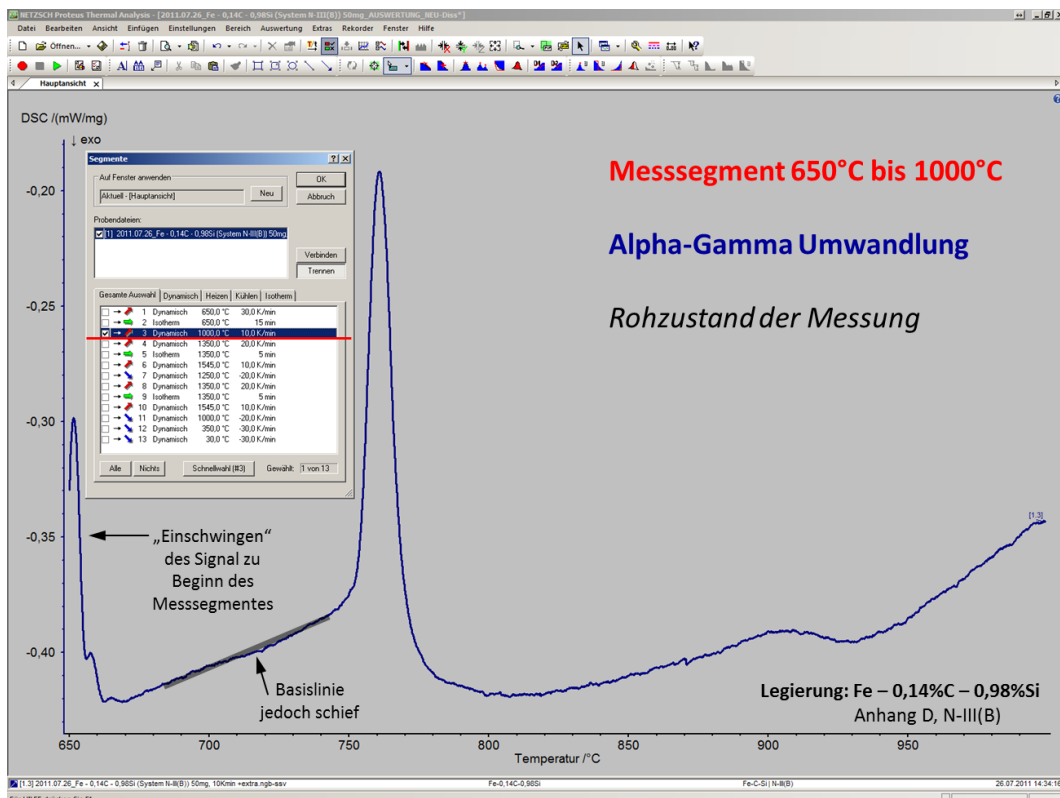 NETZSCH Proteus Thermal Analysis - [2011.07.26_Fe - 0,14C - 0,98Si (System N-III(B)) 50mg_AUSWERTUNG_NEU-Diss*]
Datei Bearbeiten Ansicht Einfügen Einstellungen Bereich Auswertung Extras Rekorder Fenster Hilfe
Öffnen...
Hauptansicht x
DSC /(mW/mg)
↓ exo
Segmente
Auf Fenster anwenden
Aktuell - [Hauptansicht]
Neu
OK
Abbruch
Probendateien:
[1] 2011.07.26_Fe - 0.14C - 0,98Si (System N-III(B)) 50mg,
Verbinden
Trennen
Gesamte Auswahl Dynamisch Heizen Kühlen Isotherm
1 Dynamisch 650,0 °C 30,0 K/min
2 Isotherm 650,0 °C 15 min
3 Dynamisch 1000,0 °C 10,0 K/min
4 Dynamisch 1350,0 °C 20,0 K/min
5 Isotherm 1350,0 °C 5 min
6 Dynamisch 1545,0 °C 10,0 K/min
7 Dynamisch 1250,0 °C -20,0 K/min
8 Dynamisch 1350,0 °C 20,0 K/min
9 Isotherm 1350,0 °C 5 min
10 Dynamisch 1545,0 °C 10,0 K/min
11 Dynamisch 1000,0 °C -20,0 K/min
12 Dynamisch 350,0 °C -30,0 K/min
13 Dynamisch 30,0 °C -30,0 K/min
Alle Nichts Schnellwahl (#3) Gewählt: 1 von 13
Messsegment 650°C bis 1000°C
Alpha-Gamma Umwandlung
Rohzustand der Messung
-0,20
-0,25
-0,30
-0,35
-0,40
[1.3]
„Einschwingen“
des Signal zu
Beginn des
Messsegmentes
Basislinie
jedoch schief
Legierung: Fe – 0,14%C – 0,98%Si
Anhang D, N-III(B)
650 700 750 800 850 900 950
Temperatur /°C
[1.3] 2011.07.26_Fe - 0,14C - 0,98Si (System N-III(B)) 50mg, 10Kmin +extra.ngb-ssv Fe-0,14C-0,98Si Fe-C-Si | N-III(B) 26.07.2011 14:34:16